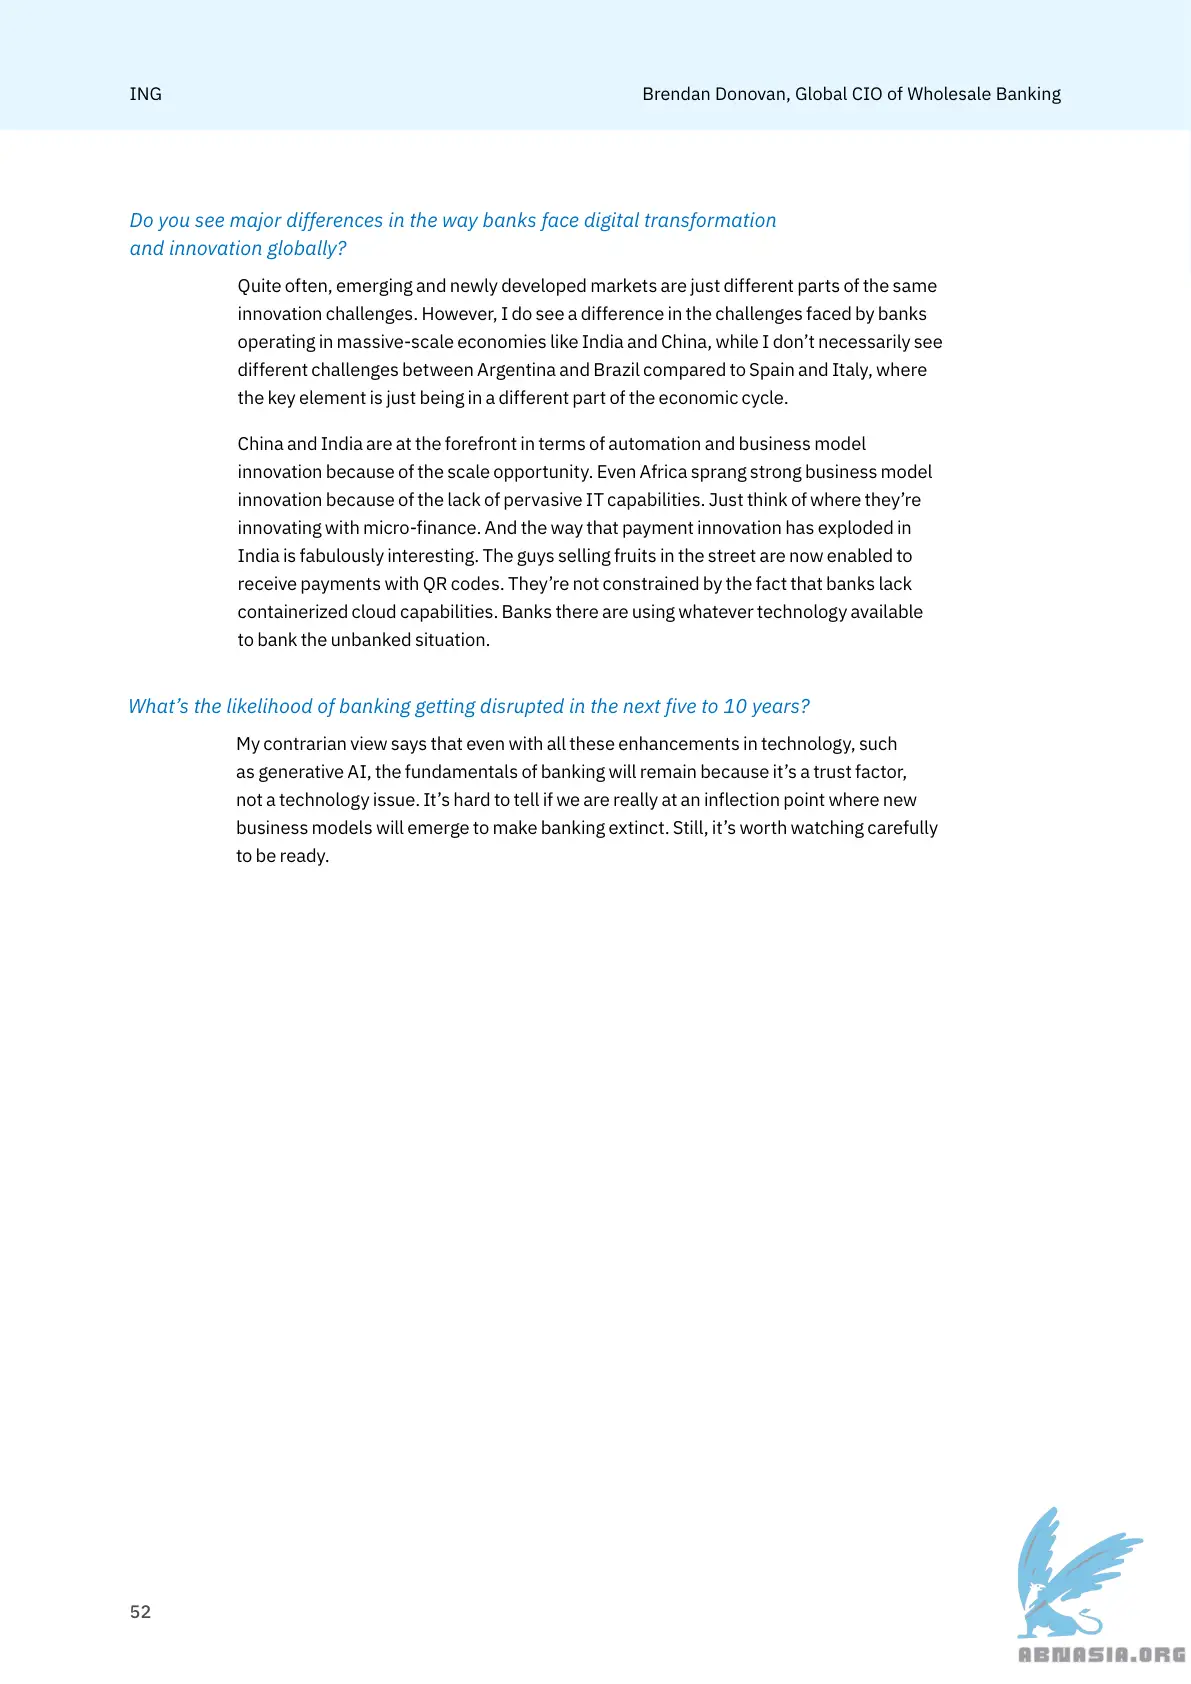 ING
Brendan Donovan, Global CIO of Wholesale Banking
Do you see major differences in the way banks face digital transformation
and innovation globally?
Quite often, emerging and newly developed markets are just different parts of the same
innovation challenges. However, I do see a difference in the challenges faced by banks
operating in massive-scale economies like India and China, while I don’t necessarily see
different challenges between Argentina and Brazil compared to Spain and Italy, where
the key element is just being in a different part of the economic cycle.
China and India are at the forefront in terms of automation and business model
innovation because of the scale opportunity. Even Africa sprang strong business model
innovation because of the lack of pervasive IT capabilities. Just think of where they’re
innovating with micro-finance. And the way that payment innovation has exploded in
India is fabulously interesting. The guys selling fruits in the street are now enabled to
receive payments with QR codes. They’re not constrained by the fact that banks lack
containerized cloud capabilities. Banks there are using whatever technology available
to bank the unbanked situation.
What’s the likelihood of banking getting disrupted in the next five to 10 years?
My contrarian view says that even with all these enhancements in technology, such
as generative AI, the fundamentals of banking will remain because it’s a trust factor,
not a technology issue. It’s hard to tell if we are really at an inflection point where new
business models will emerge to make banking extinct. Still, it’s worth watching carefully
to be ready.
52
ABNASIA.ORG